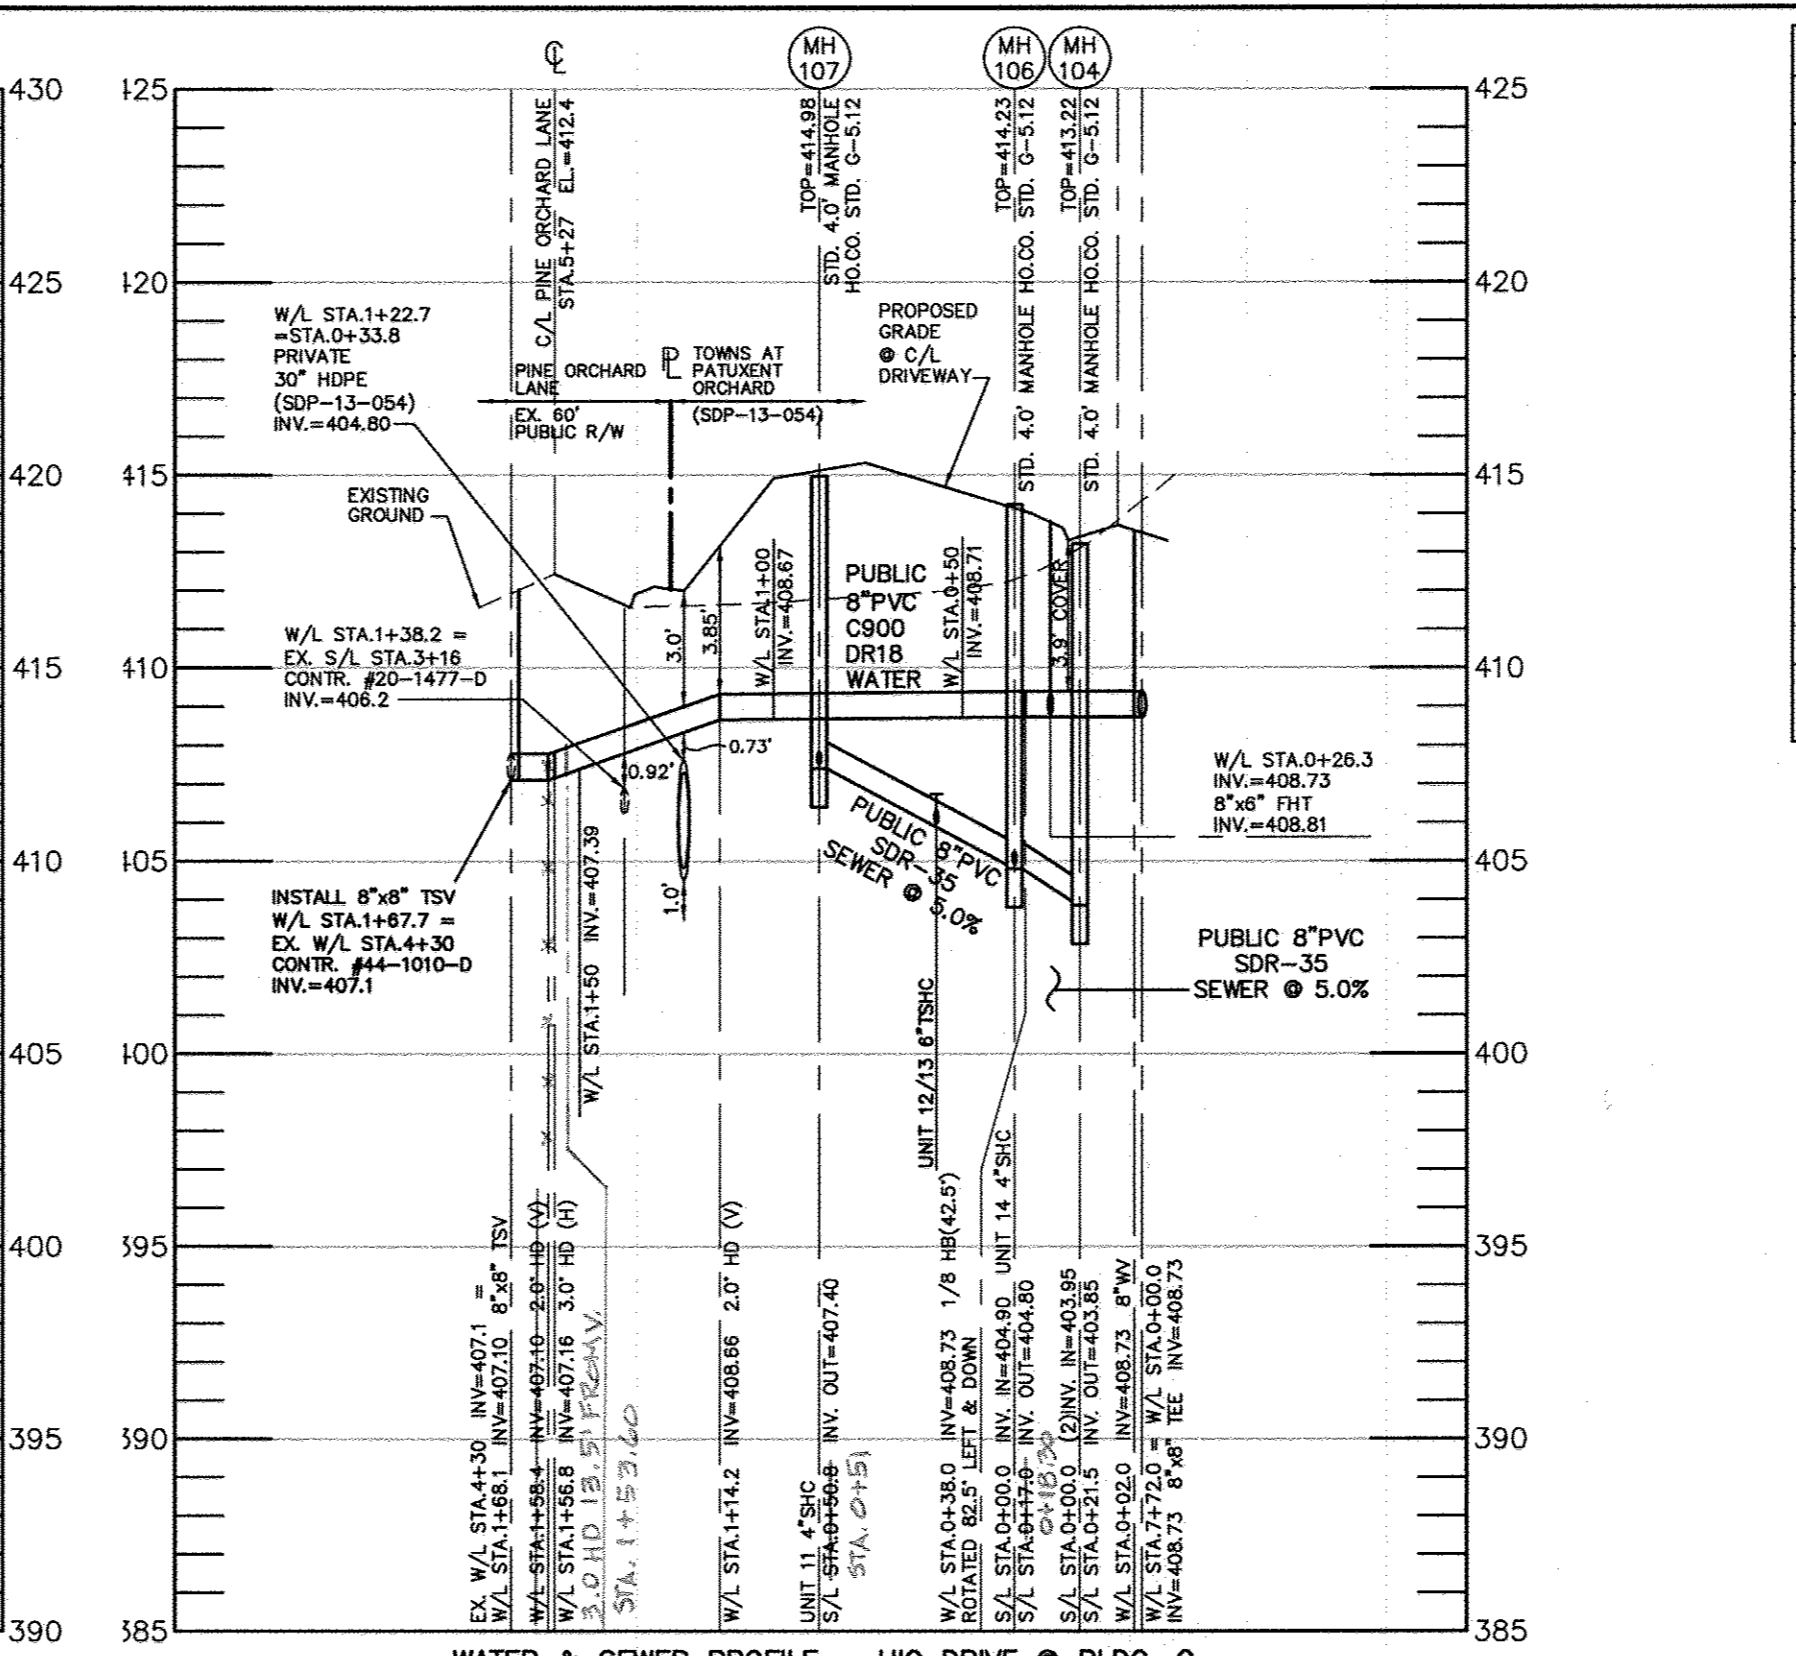 430
425
420
415
410
405
400
395
390
MH
107
MH
106
MH
104
425
420
415
410
405
400
395
390
385
C/L PINE ORCHARD LANE
STA.5+27 EL.=412.4
TOP=414.98
STD. 4.0' MANHOLE
HO.CO. STD. G-5.12
TOP=414.23
STD. 4.0' MANHOLE HO.CO. STD. G-5.12
TOP=413.22
STD. 4.0' MANHOLE HO.CO. STD. G-5.12
W/L STA.1+22.7
=STA.0+33.8
PRIVATE
30" HDPE
(SDP-13-054)
INV.=404.80
PINE ORCHARD
LANE
EX. 60'
PUBLIC R/W
TOWNS AT
PATUXENT
ORCHARD
(SDP-13-054)
PROPOSED
GRADE
@ C/L
DRIVEWAY
EXISTING
GROUND
W/L STA.1+38.2 =
EX. S/L STA.3+16
CONTR. #20-1477-D
INV.=406.2
3.0'
3.85'
W/L STA.1+00
INV.=408.67
PUBLIC
8"PVC
C900
DR18
WATER
W/L STA.0+50
INV.=408.71
3.9' COVER
0.73'
0.92'
1.0'
W/L STA.0+26.3
INV.=408.73
8"x6" FHT
INV.=408.81
PUBLIC 8"PVC
SDR-35
SEWER @ 5.0%
INSTALL 8"x8" TSV
W/L STA.1+67.7 =
EX. W/L STA.4+30
CONTR. #44-1010-D
INV.=407.1
W/L STA.1+50 INV.=407.39
PUBLIC 8"PVC
SDR-35
SEWER @ 5.0%
UNIT 12/13 6"TSHC
EX. W/L STA.4+30 INV=407.1 =
W/L STA.1+68.1 INV=407.10 8"x8" TSV
W/L STA.1+58.4 INV=407.10 2.0° HD (V)
W/L STA.1+56.8 INV=407.16 3.0° HD (H)
3.0 HD 13.5' FROM V.
STA. 1+53.60
W/L STA.1+14.2 INV=408.66 2.0° HD (V)
UNIT 11 4"SHC
S/L STA.0+50.8 INV. OUT=407.40
STA. 0+51
W/L STA.0+38.0 INV=408.73 1/8 HB(42.5°)
ROTATED 82.5° LEFT & DOWN
S/L STA.0+00.0 INV. IN=404.90 UNIT 14 4"SHC
S/L STA.0+17.0 INV. OUT=404.80
0+18.30
S/L STA.0+00.0 (2)INV. IN=403.95
S/L STA.0+21.5 INV. OUT=403.85
W/L STA.0+02.0 INV=408.73 8"WV
W/L STA.7+72.0 = W/L STA.0+00.0
INV=408.73 8"x8" TEE INV=408.73
425
420
415
410
405
400
395
390
385